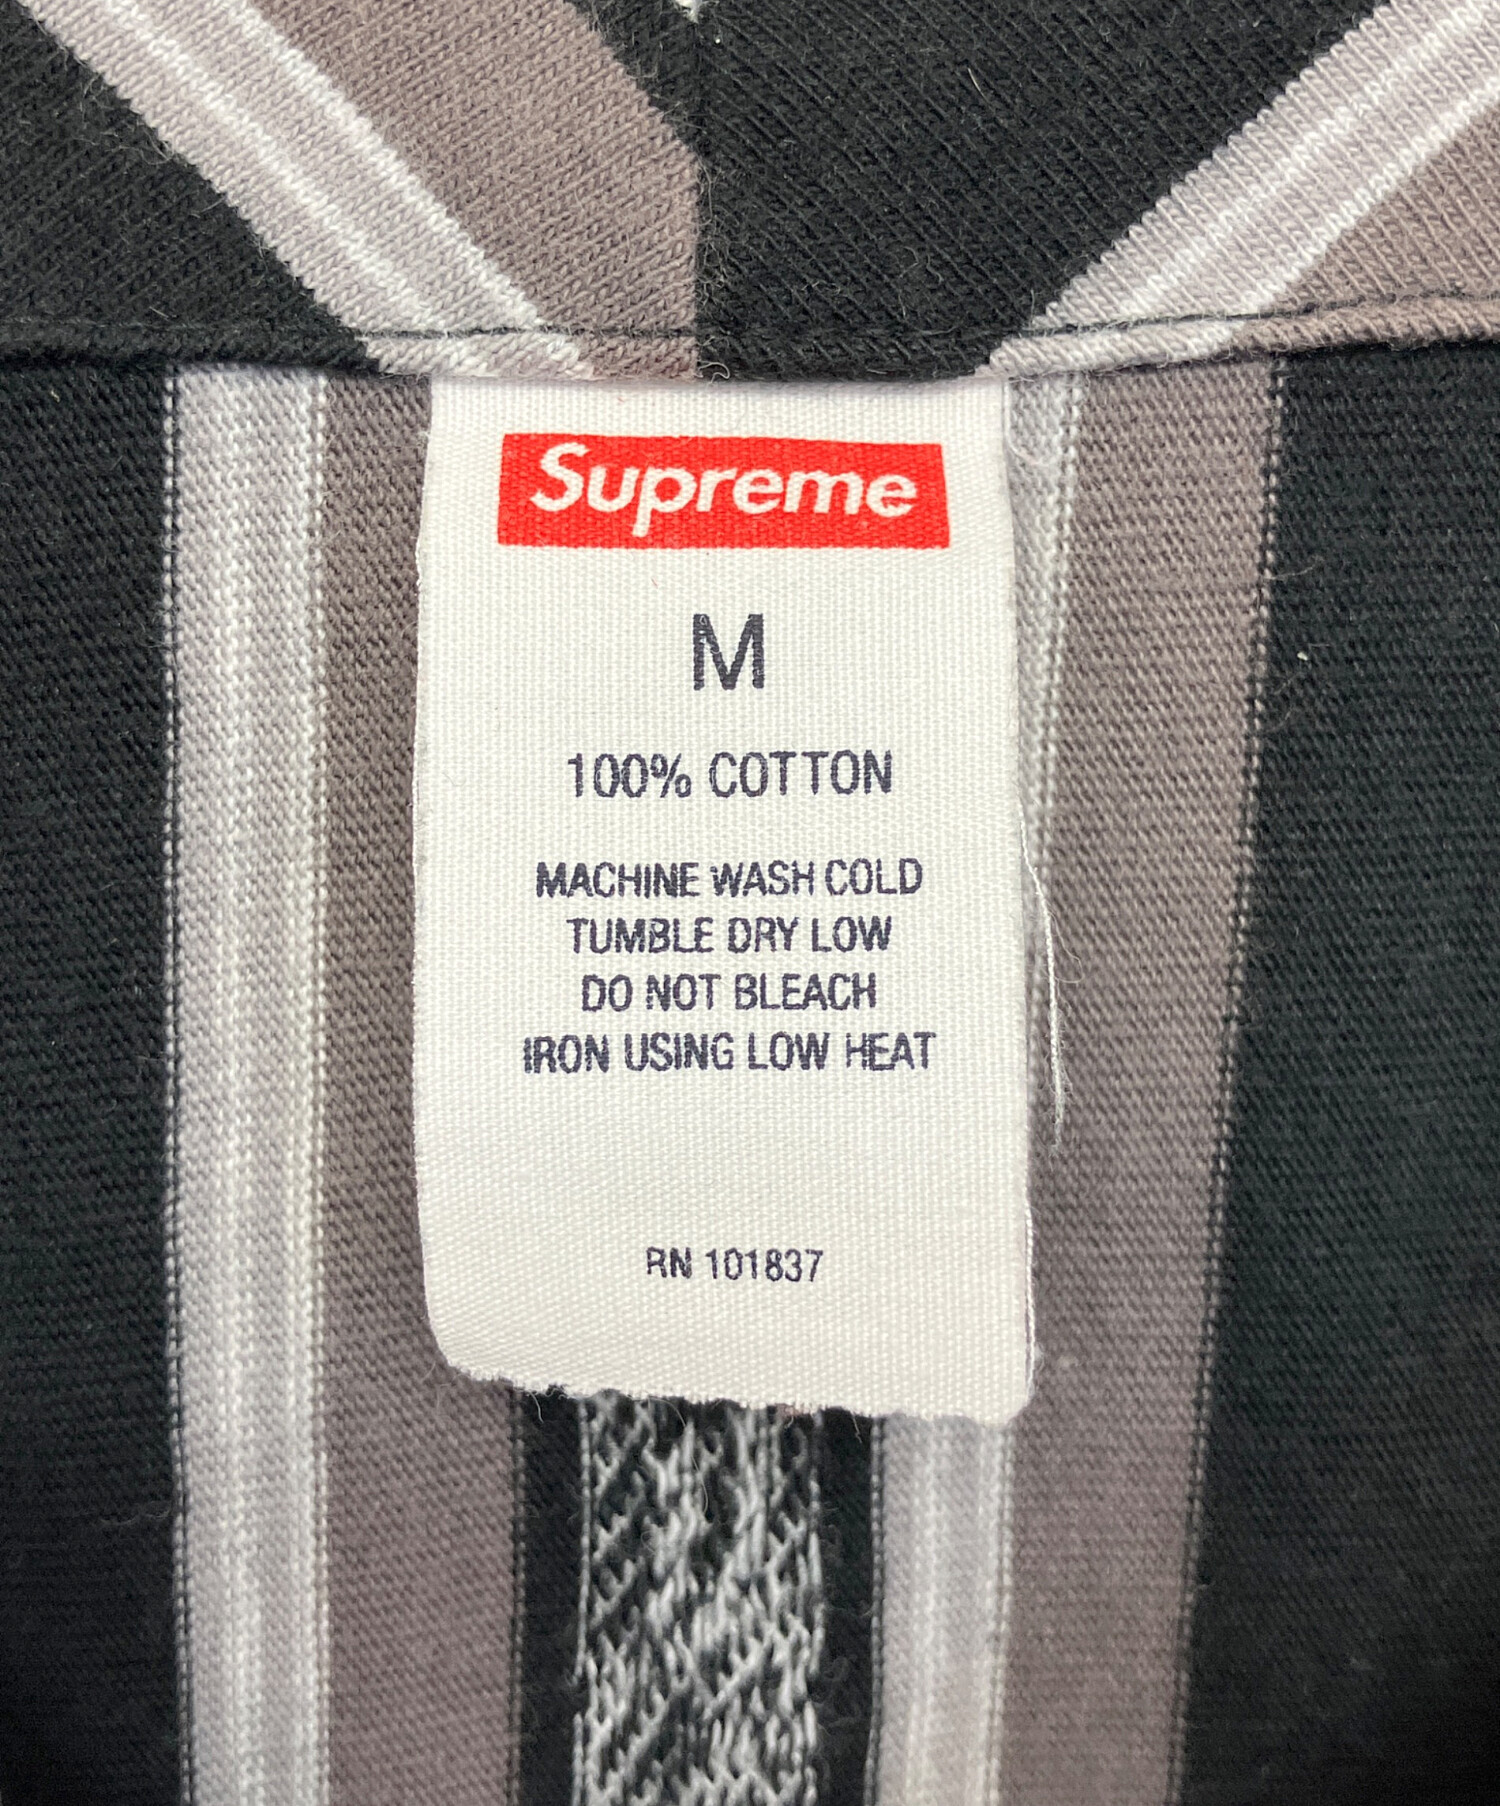 Supreme
M
100% COTTON
MACHINE WASH COLD
TUMBLE DRY LOW
DO NOT BLEACH
IRON USING LOW HEAT
RN 101837